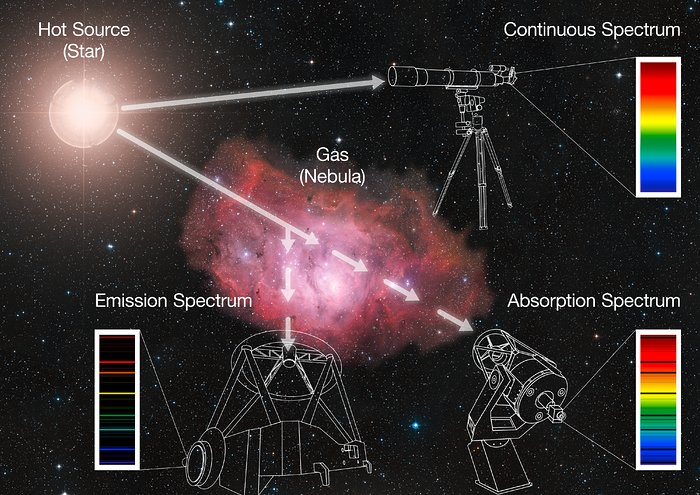 Hot Source
(Star)
Continuous Spectrum
Gas
(Nebula)
Emission Spectrum
Absorption Spectrum